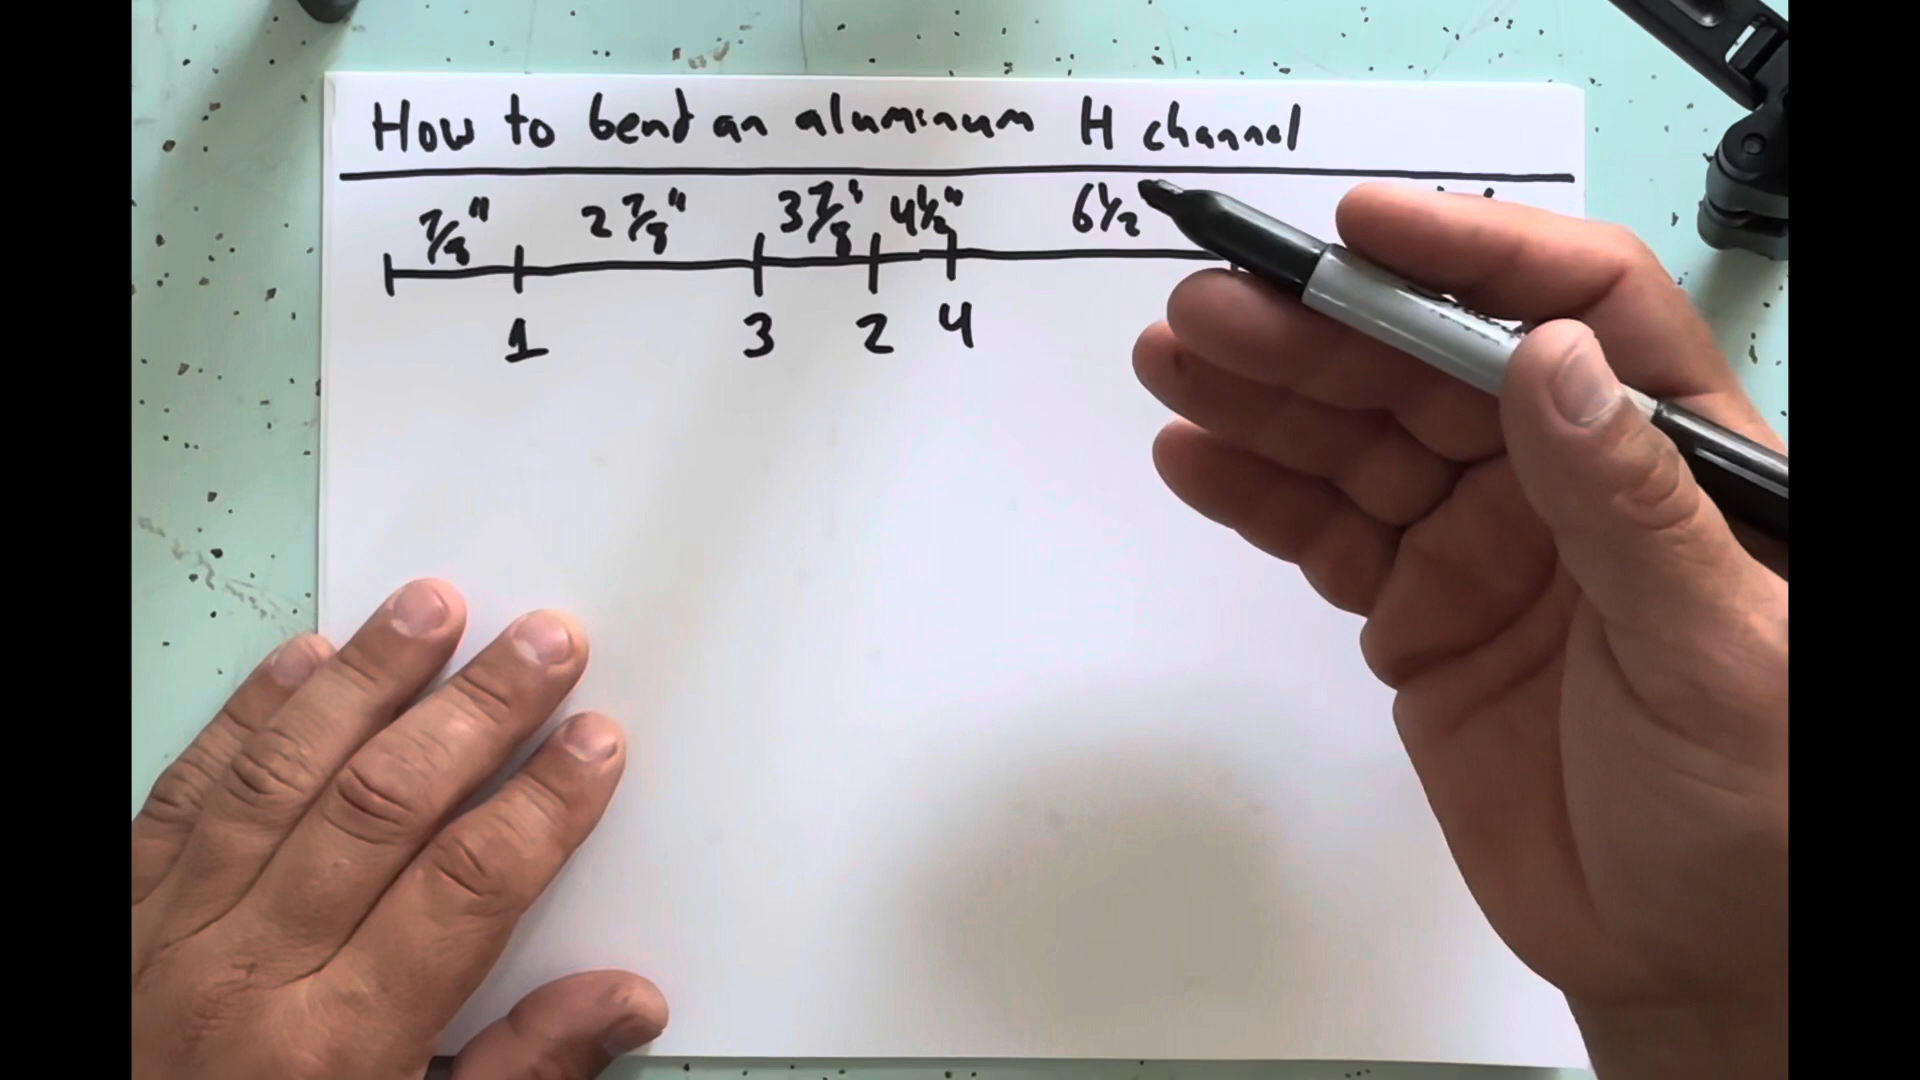 How to bend an aluminum H channel
7/8" 2 7/8" 3 7/8" 4 1/2" 6 1/2
1 3 2 4